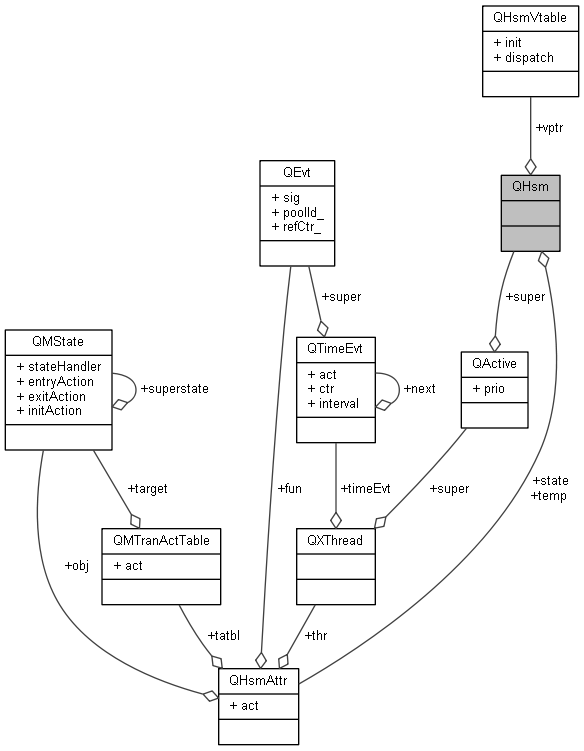 QHsmVtable
+ init
+ dispatch
+vptr
QEvt
+ sig
+ poolId_
+ refCtr_
QHsm
+super
+super
QMState
+ stateHandler
+ entryAction
+ exitAction
+ initAction
+superstate
QTimeEvt
+ act
+ ctr
+ interval
+next
QActive
+ prio
+target
+fun
+timeEvt
+super
+state
+temp
QMTranActTable
+ act
QXThread
+obj
+tatbl
+thr
QHsmAttr
+ act